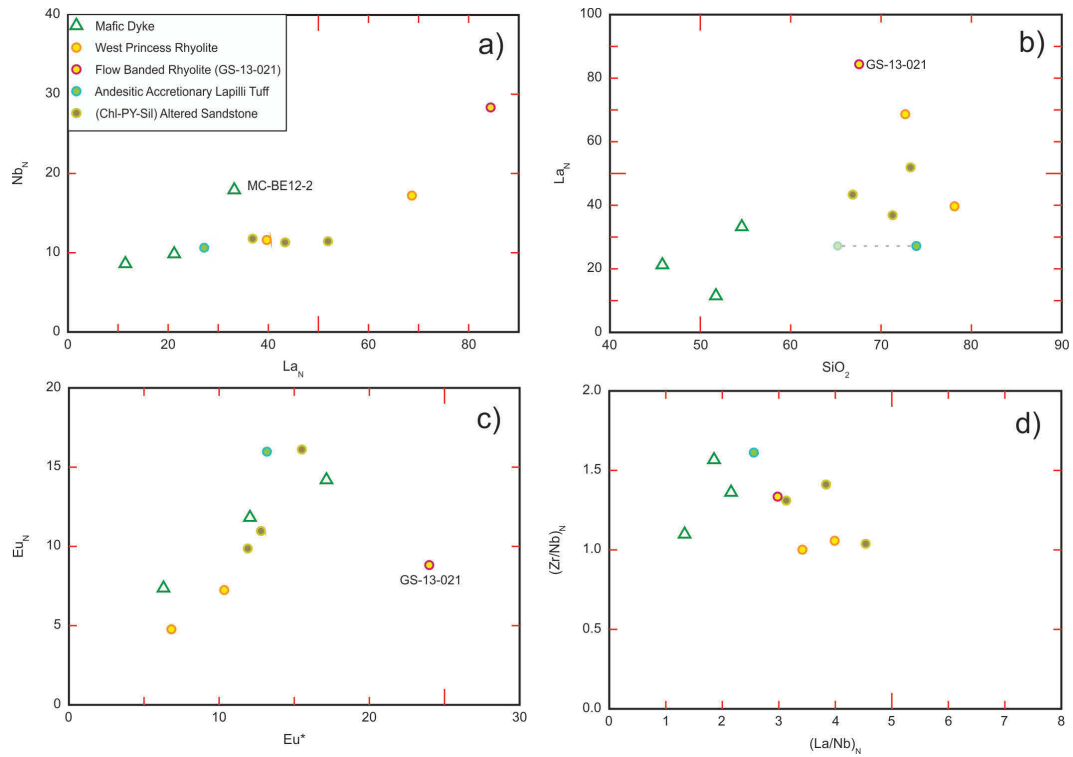 a)
Mafic Dyke
West Princess Rhyolite
Flow Banded Rhyolite (GS-13-021)
Andesitic Accretionary Lapilli Tuff
(Chl-PY-Sil) Altered Sandstone
MC-BE12-2
40
30
20
10
0
Nb_N
0 20 40 60 80
La_N
b)
GS-13-021
100
80
60
40
20
0
La_N
40 50 60 70 80 90
SiO₂
c)
GS-13-021
20
15
10
5
0
Eu_N
0 10 20 30
Eu*
d)
2.0
1.5
1.0
0.5
0.0
(Zr/Nb)_N
0 1 2 3 4 5 6 7 8
(La/Nb)_N